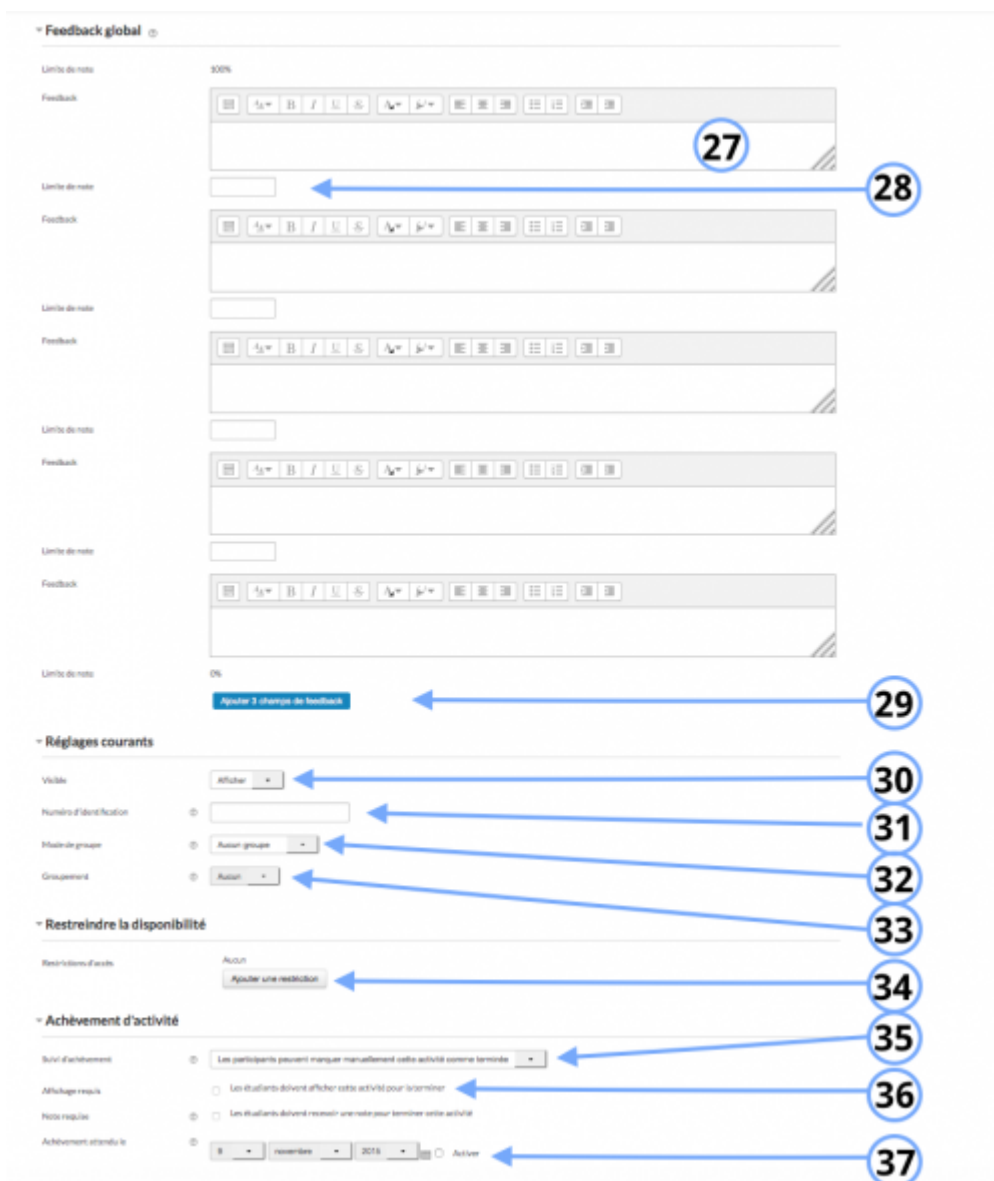 Feedback global
Limite de note 100%
Feedback
27
Limite de note
28
Feedback
Limite de note
Feedback
Limite de note
Feedback
Limite de note
Feedback
Limite de note 0%
Ajouter 3 champs de feedback
29
Réglages courants
Visible Afficher
30
Numéro d'identification
31
Mode de groupe Aucun groupe
32
Groupement Aucun
33
Restreindre la disponibilité
Restrictions d'accès Aucun
Ajouter une restriction
34
Achèvement d'activité
35
Suivi d'achèvement Les participants peuvent marquer manuellement cette activité comme terminée
Affichage requis Les étudiants doivent afficher cette activité pour la terminer
36
Note requise Les étudiants doivent recevoir une note pour terminer cette activité
Achèvement attendu le 8 novembre 2016 Activer
37